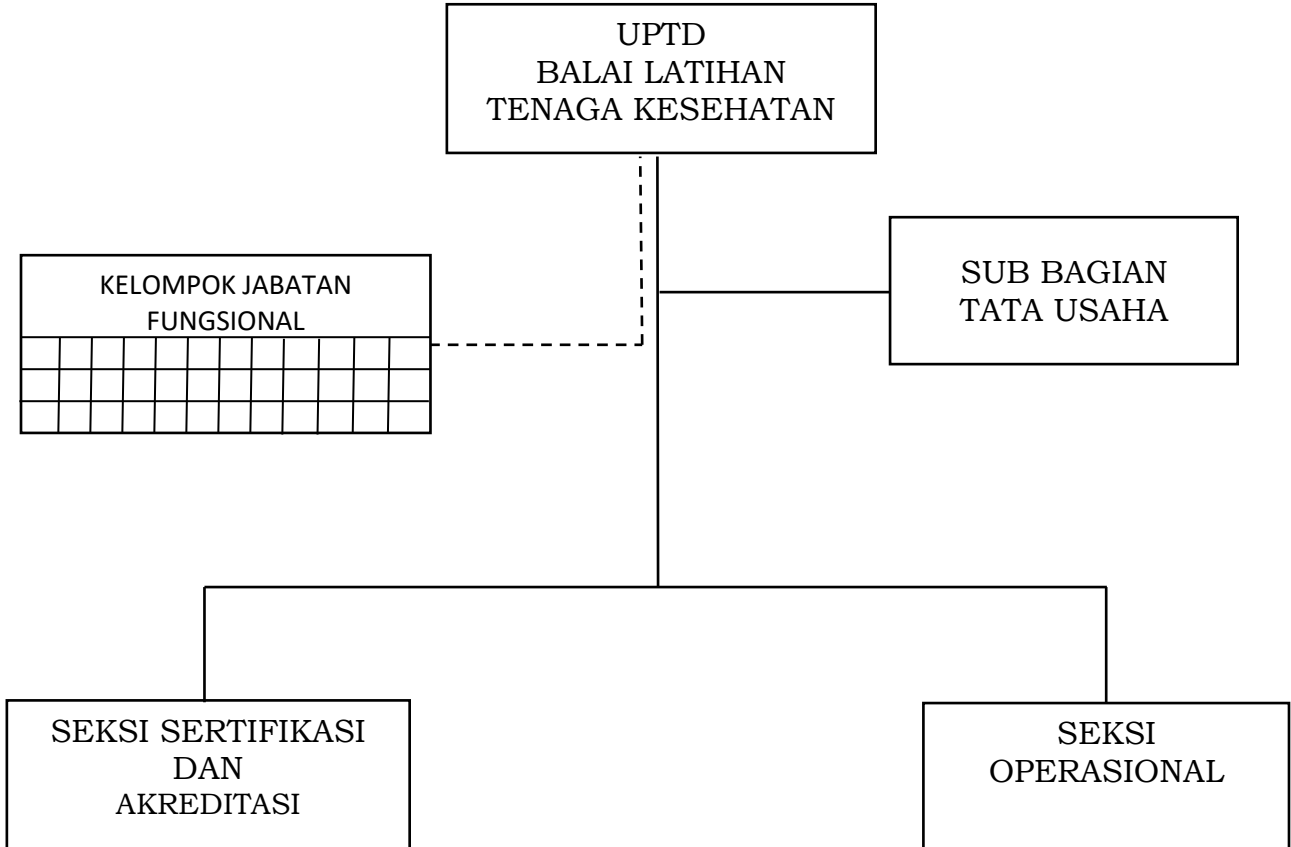 UPTD
BALAI LATIHAN
TENAGA KESEHATAN
KELOMPOK JABATAN
FUNGSIONAL
SUB BAGIAN
TATA USAHA
SEKSI SERTIFIKASI
DAN
AKREDITASI
SEKSI
OPERASIONAL